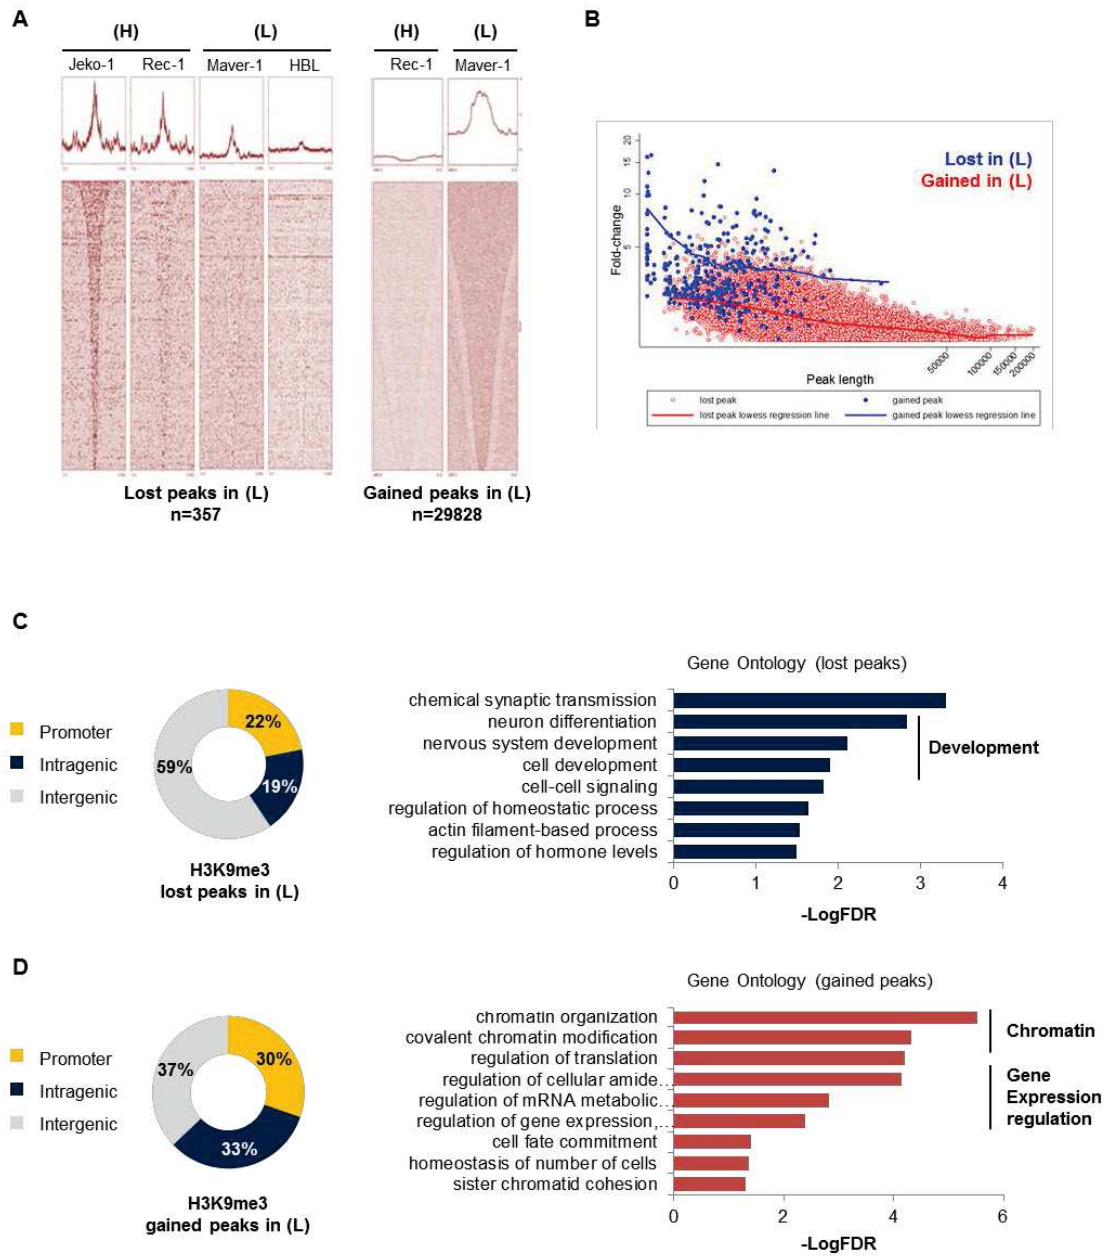 A
(H)
(L)
Jeko-1
Rec-1
Maver-1
HBL
(H)
(L)
Rec-1
Maver-1
Lost peaks in (L)
n=357
Gained peaks in (L)
n=29828
B
Lost in (L)
Gained in (L)
Fold-change
20
15
10
5
50000
100000
150000
200000
Peak length
lost peak
gained peak
lost peak lowess regression line
gained peak lowess regression line
C
Promoter
Intragenic
Intergenic
22%
19%
59%
H3K9me3
lost peaks in (L)
Gene Ontology (lost peaks)
chemical synaptic transmission
neuron differentiation
nervous system development
cell development
cell-cell signaling
regulation of homeostatic process
actin filament-based process
regulation of hormone levels
Development
0 1 2 3 4
-LogFDR
D
Promoter
Intragenic
Intergenic
30%
33%
37%
H3K9me3
gained peaks in (L)
Gene Ontology (gained peaks)
chromatin organization
covalent chromatin modification
regulation of translation
regulation of cellular amide…
regulation of mRNA metabolic…
regulation of gene expression,…
cell fate commitment
homeostasis of number of cells
sister chromatid cohesion
Chromatin
Gene
Expression
regulation
0 2 4 6
-LogFDR